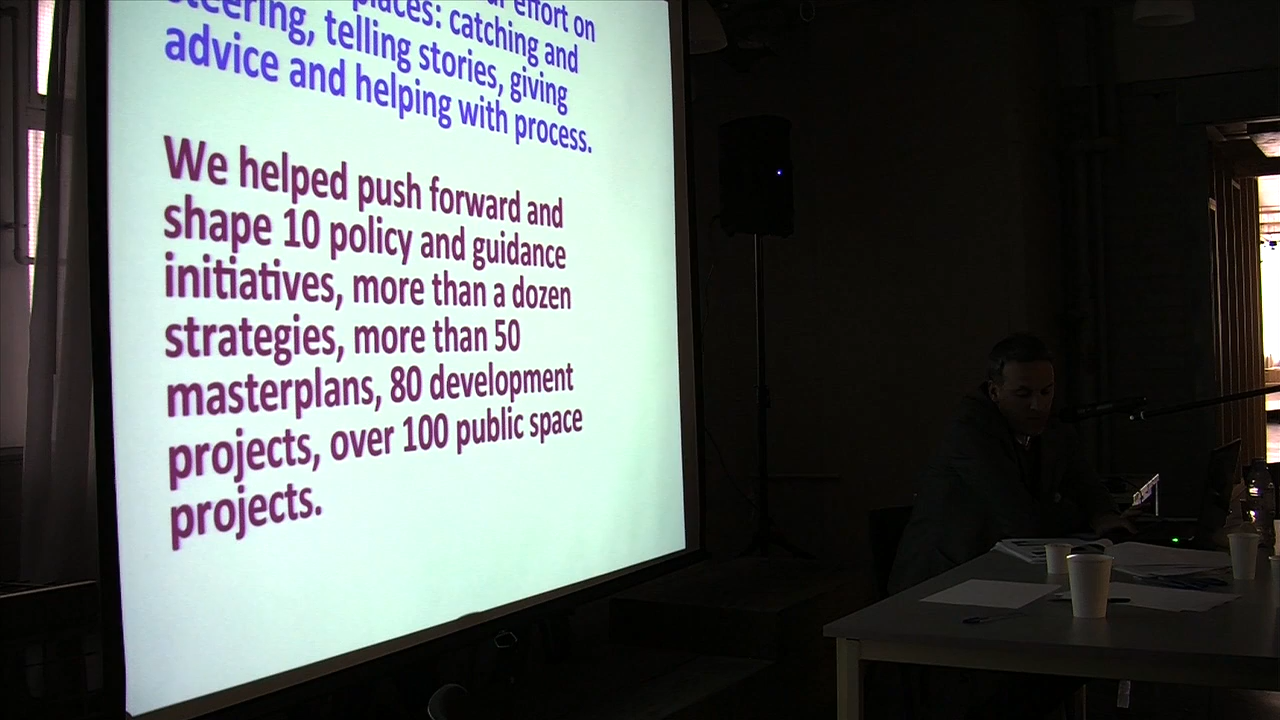 effort on
places: catching and
steering, telling stories, giving
advice and helping with process.
We helped push forward and
shape 10 policy and guidance
initiatives, more than a dozen
strategies, more than 50
masterplans, 80 development
projects, over 100 public space
projects.